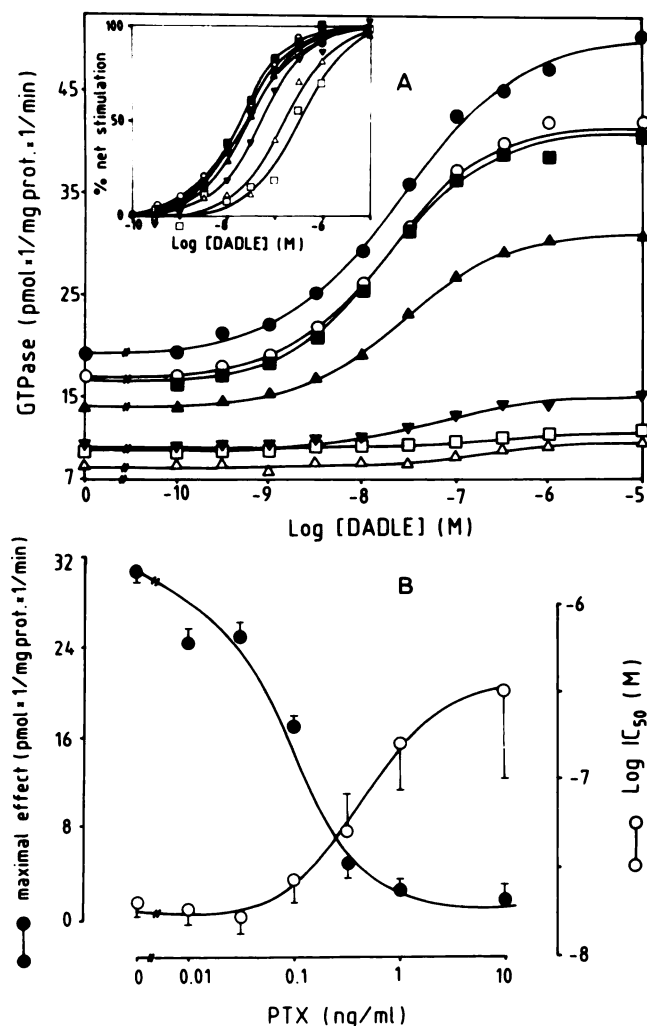 A
GTPase (pmol=1/mg prot.=1/min)
45
35
25
15
7
% net stimulation
100
50
0
-10 -8 -6
Log [DADLE] (M)
0 -10 -9 -8 -7 -6 -5
Log [DADLE] (M)
B
maximal effect (pmol=1/mg prot.=1/min)
32
24
16
8
0
Log IC50 (M)
-6
-7
-8
0 0.01 0.1 1 10
PTX (ng/ml)